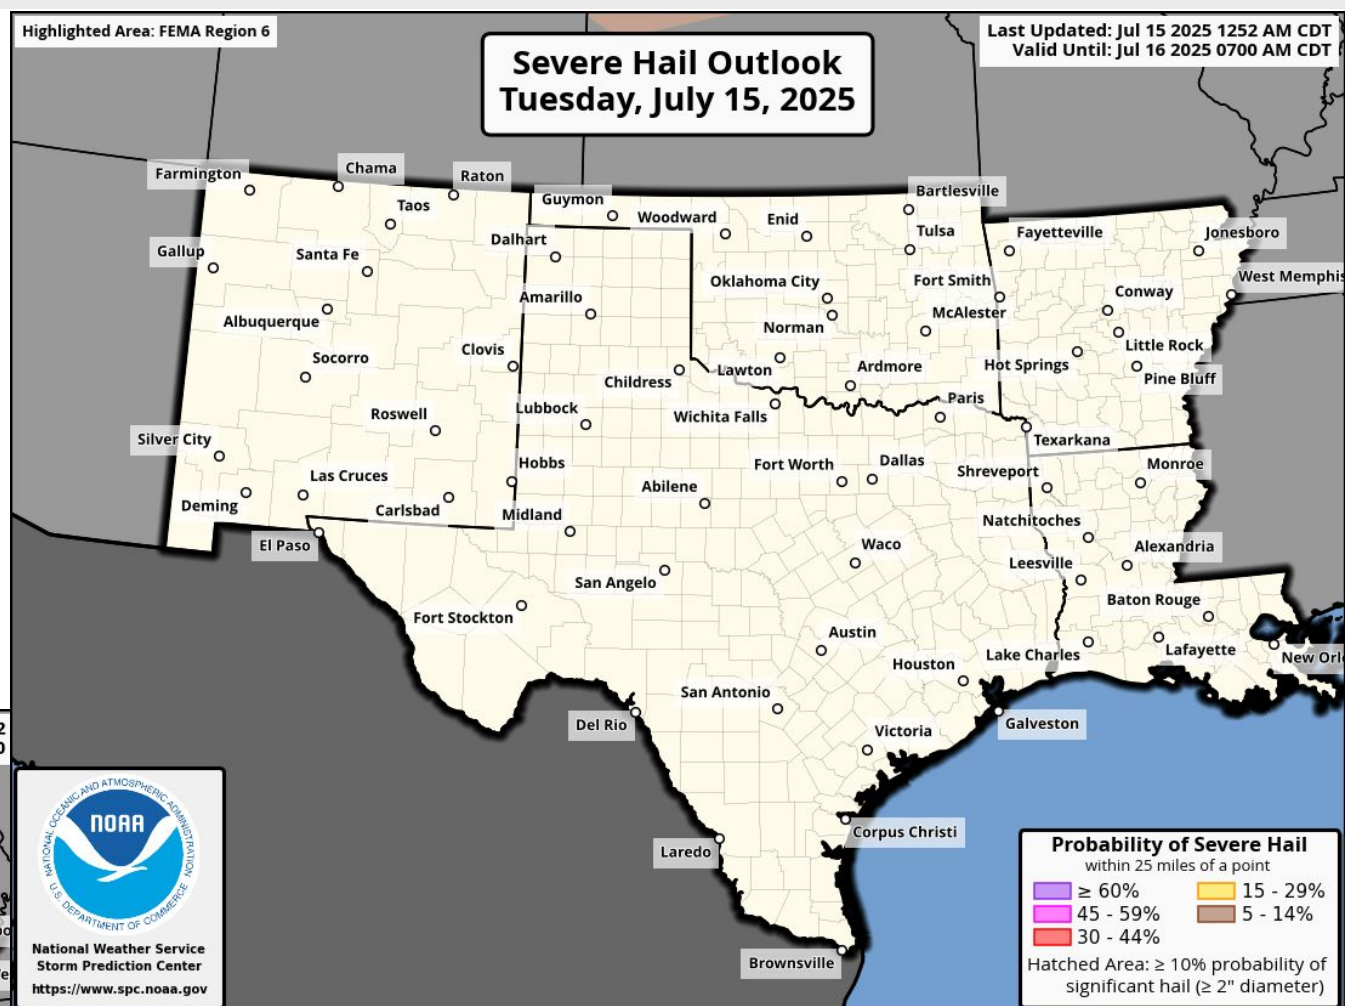 Highlighted Area: FEMA Region 6
Severe Hail Outlook
Tuesday, July 15, 2025
Last Updated: Jul 15 2025 1252 AM CDT
Valid Until: Jul 16 2025 0700 AM CDT
Farmington
Chama
Raton
Taos
Guymon
Woodward
Enid
Bartlesville
Tulsa
Fayetteville
Jonesboro
Gallup
Santa Fe
Dalhart
Oklahoma City
Fort Smith
Conway
West Memphis
Albuquerque
Amarillo
Norman
McAlester
Little Rock
Socorro
Clovis
Childress
Lawton
Ardmore
Hot Springs
Pine Bluff
Roswell
Lubbock
Wichita Falls
Paris
Texarkana
Silver City
Las Cruces
Hobbs
Abilene
Fort Worth
Dallas
Shreveport
Monroe
Deming
Carlsbad
Midland
Natchitoches
El Paso
San Angelo
Waco
Leesville
Alexandria
Fort Stockton
Austin
Baton Rouge
Houston
Lake Charles
Lafayette
New Orl
San Antonio
Del Rio
Victoria
Galveston
Laredo
Corpus Christi
Brownsville
2
0
NATIONAL OCEANIC AND ATMOSPHERIC ADMINISTRATION
NOAA
U.S. DEPARTMENT OF COMMERCE
National Weather Service
Storm Prediction Center
https://www.spc.noaa.gov
Probability of Severe Hail
within 25 miles of a point
≥ 60%
15 - 29%
45 - 59%
5 - 14%
30 - 44%
Hatched Area: ≥ 10% probability of
significant hail (≥ 2" diameter)